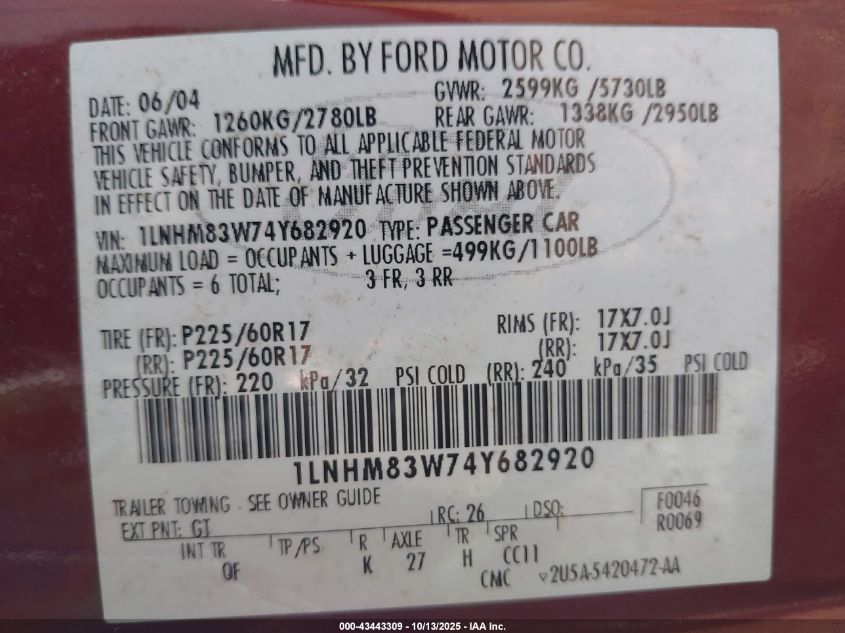 MFD. BY FORD MOTOR CO.
DATE: 06/04 GVWR: 2599KG /5730LB
FRONT GAWR: 1260KG/2780LB REAR GAWR: 1338KG /2950LB
THIS VEHICLE CONFORMS TO ALL APPLICABLE FEDERAL MOTOR
VEHICLE SAFETY, BUMPER, AND THEFT PREVENTION STANDARDS
IN EFFECT ON THE DATE OF MANUFACTURE SHOWN ABOVE.
VIN: 1LNHM83W74Y682920 TYPE: PASSENGER CAR
MAXIMUM LOAD = OCCUPANTS + LUGGAGE =499KG/1100LB
OCCUPANTS = 6 TOTAL; 3 FR, 3 RR
TIRE (FR): P225/60R17 RIMS (FR): 17X7.0J
(RR): P225/60R17 (RR): 17X7.0J
PRESSURE (FR): 220 kPa/32 PSI COLD (RR): 240 kPa/35 PSI COLD
1LNHM83W74Y682920
TRAILER TOWING - SEE OWNER GUIDE F0046
EXT PNT: GT RC: 26 DSO: R0069
INT TR TP/PS R AXLE TR SPR
OF K 27 H CC11
CMC v2U5A-5420472-AA
000-43443309 - 10/13/2025 - IAA Inc.